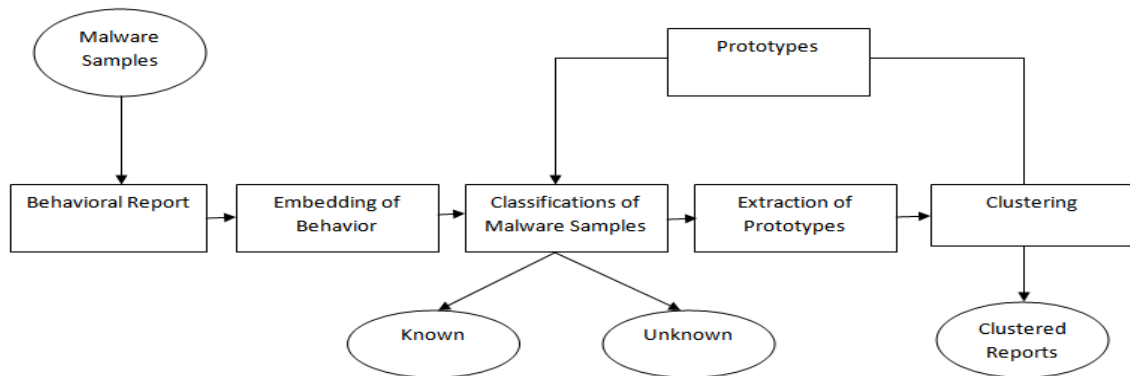 Malware
Samples
Prototypes
Behavioral Report
Embedding of
Behavior
Classifications of
Malware Samples
Extraction of
Prototypes
Clustering
Known
Unknown
Clustered
Reports